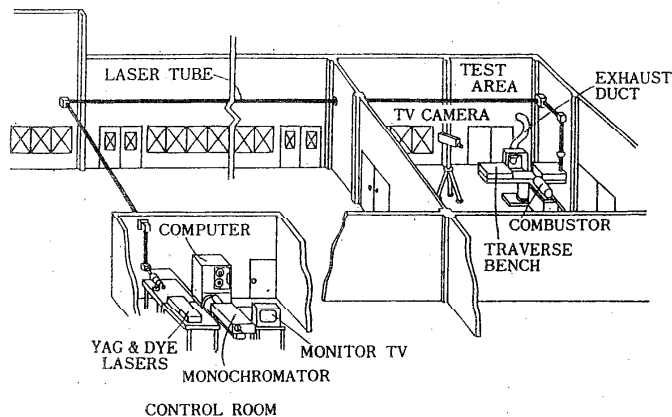 LASER TUBE
TEST
AREA
EXHAUST
DUCT
TV CAMERA
COMBUSTOR
TRAVERSE
BENCH
COMPUTER
YAG & DYE
LASERS
MONITOR TV
MONOCHROMATOR
CONTROL ROOM